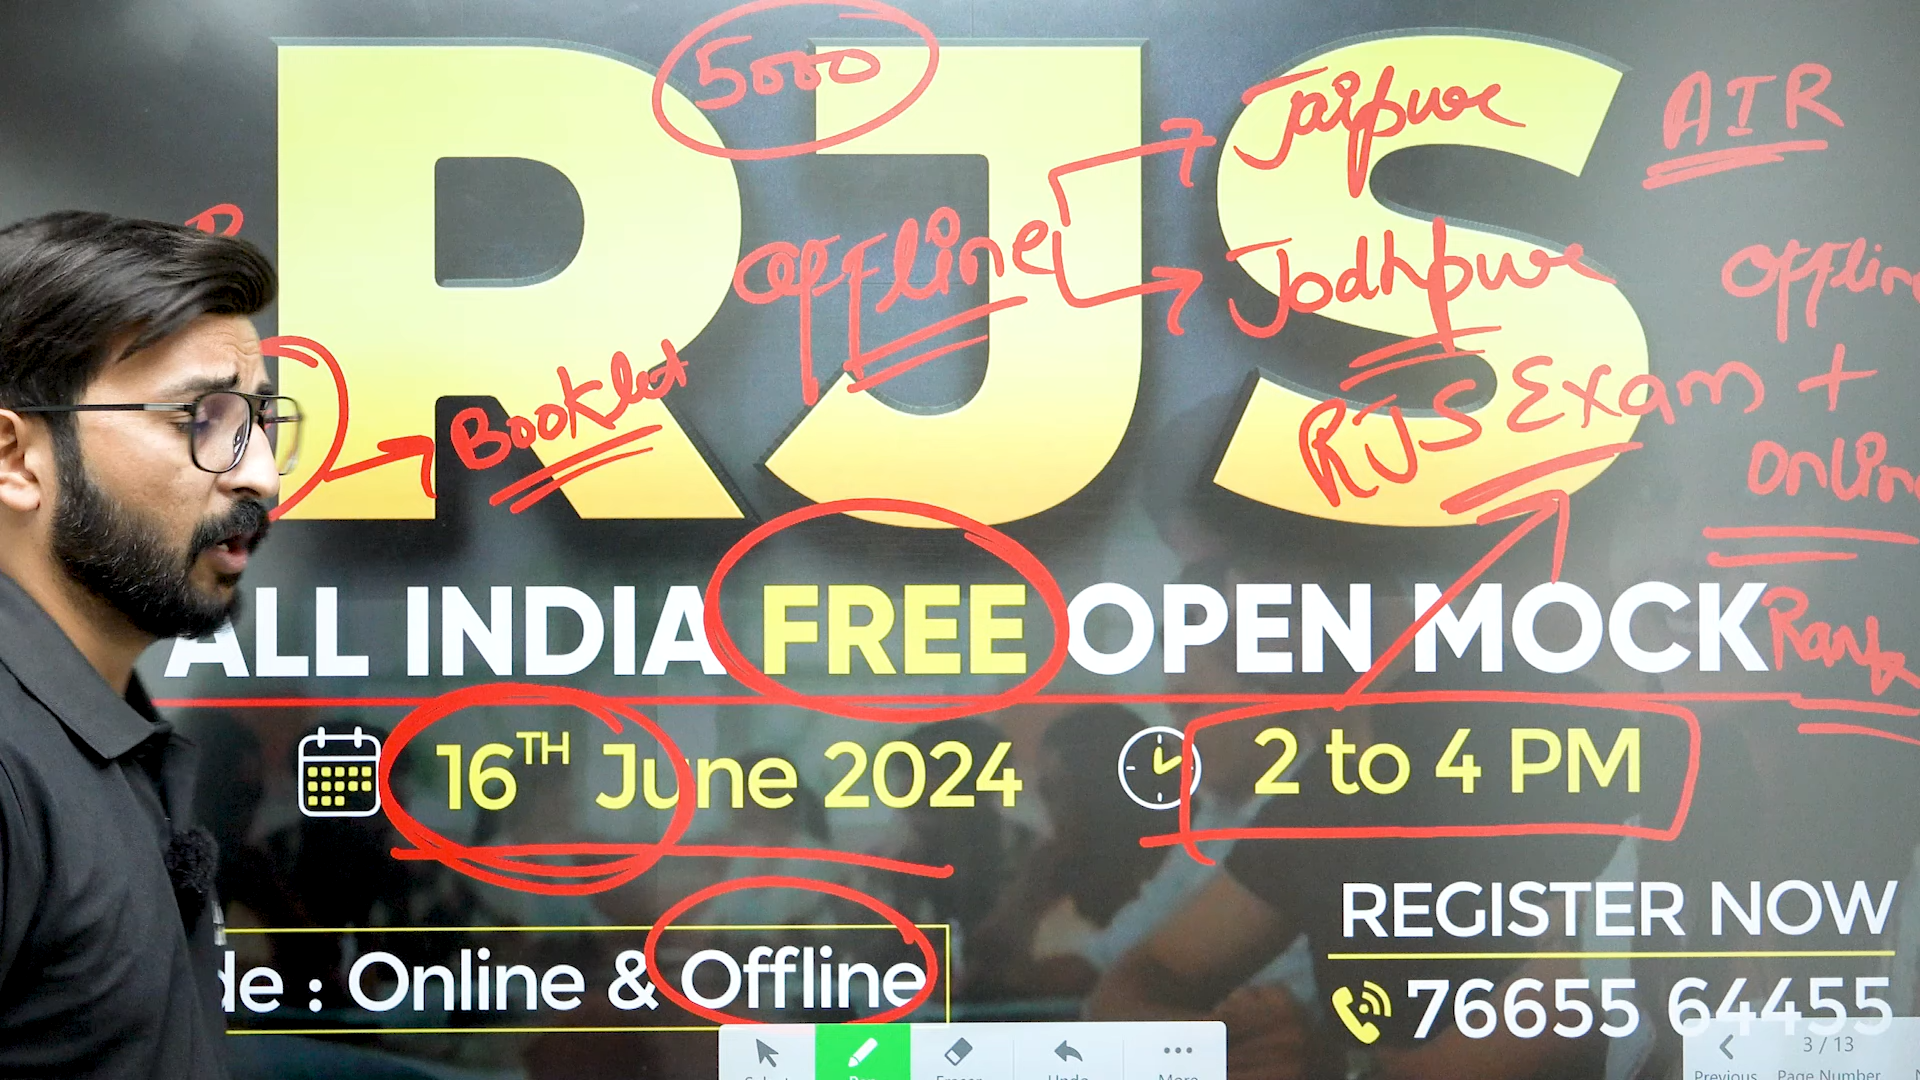 RJS
5000
Jaipur
AIR
Offline
Jodhpur
Offline
Booklet
RJS Exam +
Online
ALL INDIA FREE OPEN MOCK
Rank
16TH June 2024
2 to 4 PM
REGISTER NOW
de : Online & Offline
76655 64455
3 / 13
Previous
Page Number